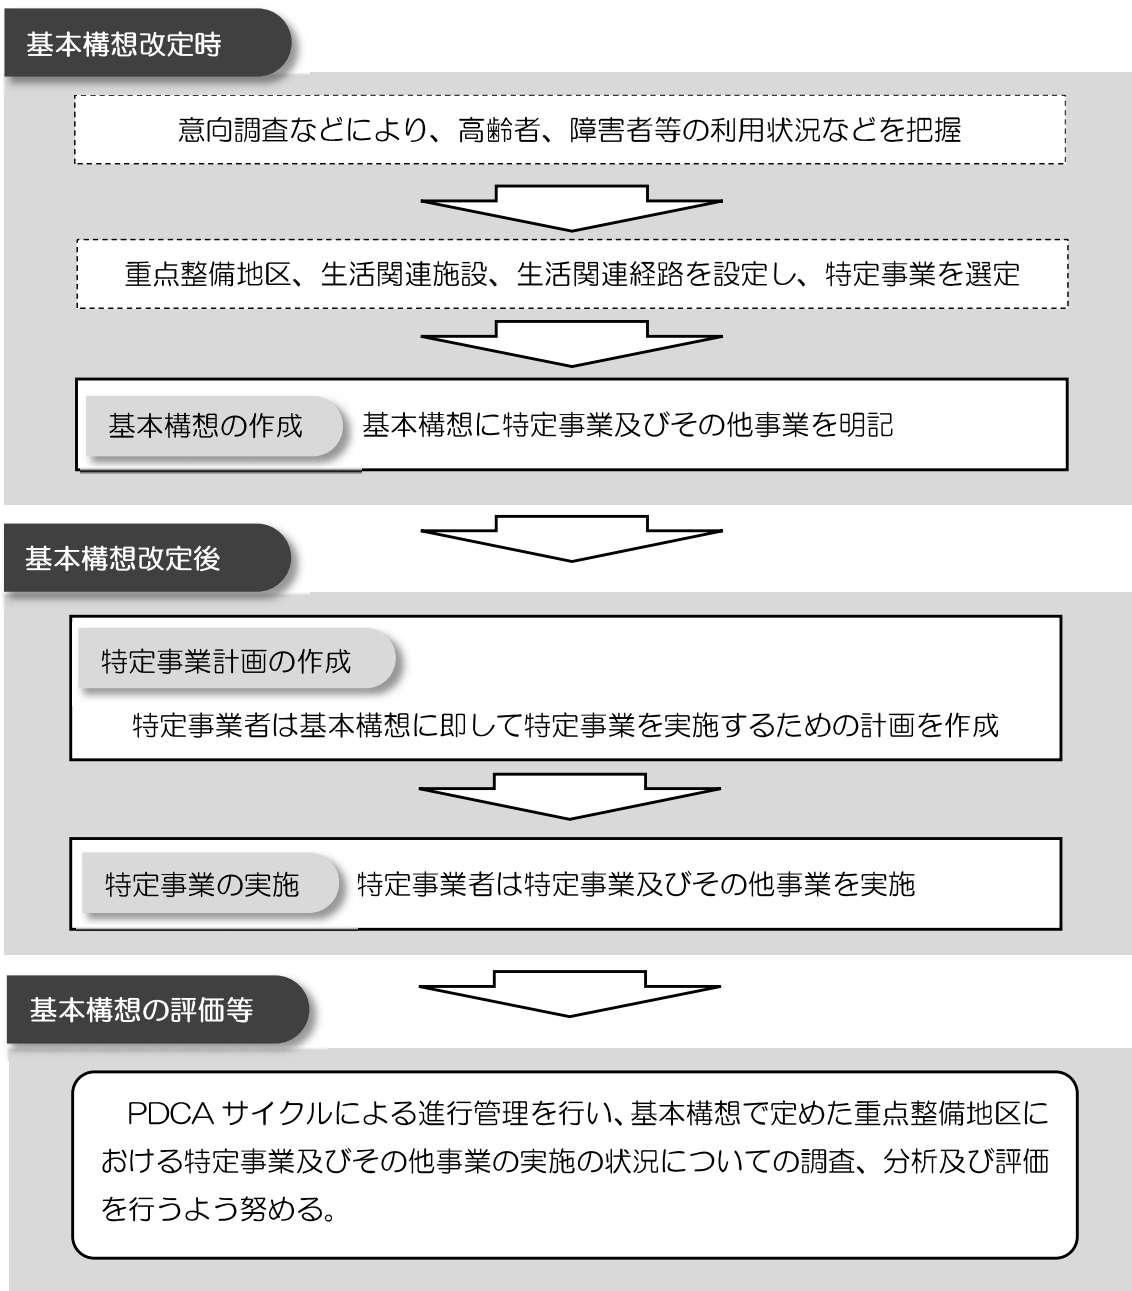 基本構想改定時
意向調査などにより、高齢者、障害者等の利用状況などを把握
重点整備地区、生活関連施設、生活関連経路を設定し、特定事業を選定
基本構想の作成 基本構想に特定事業及びその他事業を明記
基本構想改定後
特定事業計画の作成
特定事業者は基本構想に即して特定事業を実施するための計画を作成
特定事業の実施 特定事業者は特定事業及びその他事業を実施
基本構想の評価等
PDCA サイクルによる進行管理を行い、基本構想で定めた重点整備地区に
おける特定事業及びその他事業の実施の状況についての調査、分析及び評価
を行うよう努める。